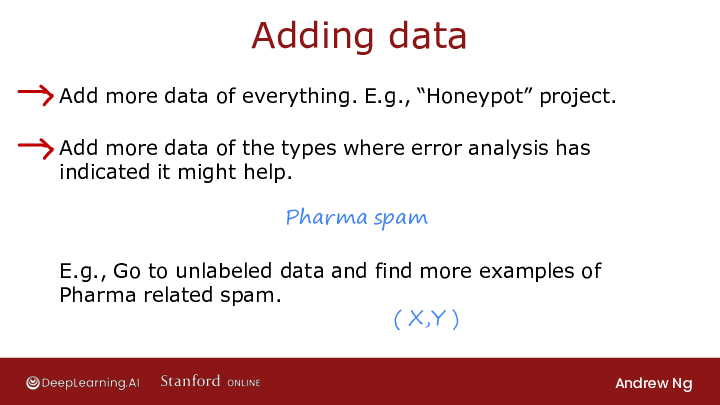 Adding data
Add more data of everything. E.g., “Honeypot” project.
Add more data of the types where error analysis has
indicated it might help.
Pharma spam
E.g., Go to unlabeled data and find more examples of
Pharma related spam.
( X,Y )
DeepLearning.AI Stanford ONLINE Andrew Ng